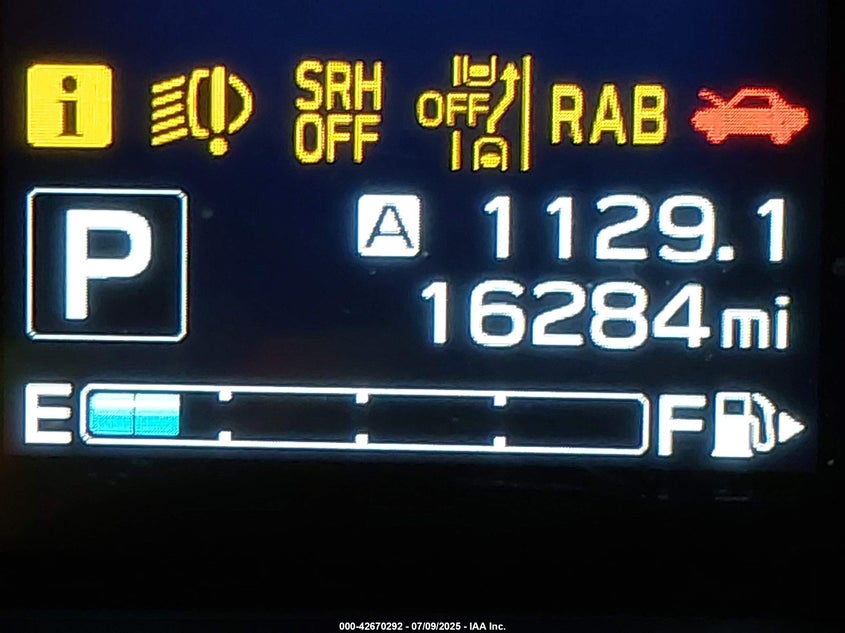 i SRH OFF OFF RAB
P A 1129.1
16284 mi
E F
000-42670292 - 07/09/2025 - IAA Inc.